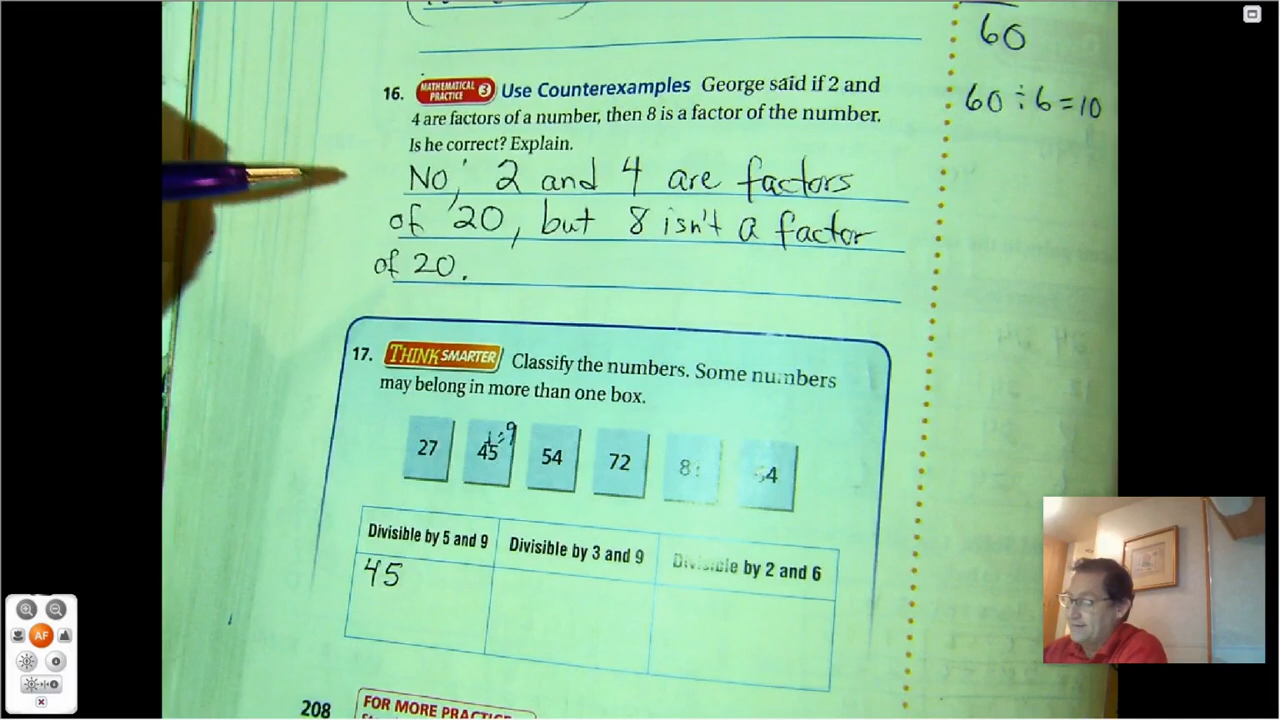 60
60 ÷ 6 = 10
16. MATHEMATICAL PRACTICE 3 Use Counterexamples George said if 2 and
4 are factors of a number, then 8 is a factor of the number.
Is he correct? Explain.
No, 2 and 4 are factors
of 20, but 8 isn't a factor
of 20.
17. THINK SMARTER Classify the numbers. Some numbers
may belong in more than one box.
27 45 54 72
Divisible by 5 and 9 Divisible by 3 and 9 Divisible by 2 and 6
45
208 FOR MORE PRACTICE
AF